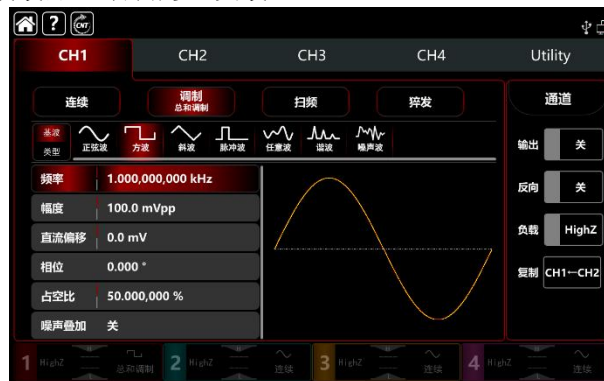 ? CNT
CH1 CH2 CH3 CH4 Utility
连续 调制 扫频 猝发 通道
总和调制
基波
类型
正弦波 方波 斜波 脉冲波 任意波 谐波 噪声波
输出 关
频率 1.000,000,000 kHz
反向 关
幅度 100.0 mVpp
负载 HighZ
直流偏移 0.0 mV
相位 0.000 °
复制 CH1←CH2
占空比 50.000,000 %
噪声叠加 关
1 HighZ 总和调制 2 HighZ 连续 3 HighZ 连续 4 HighZ 连续